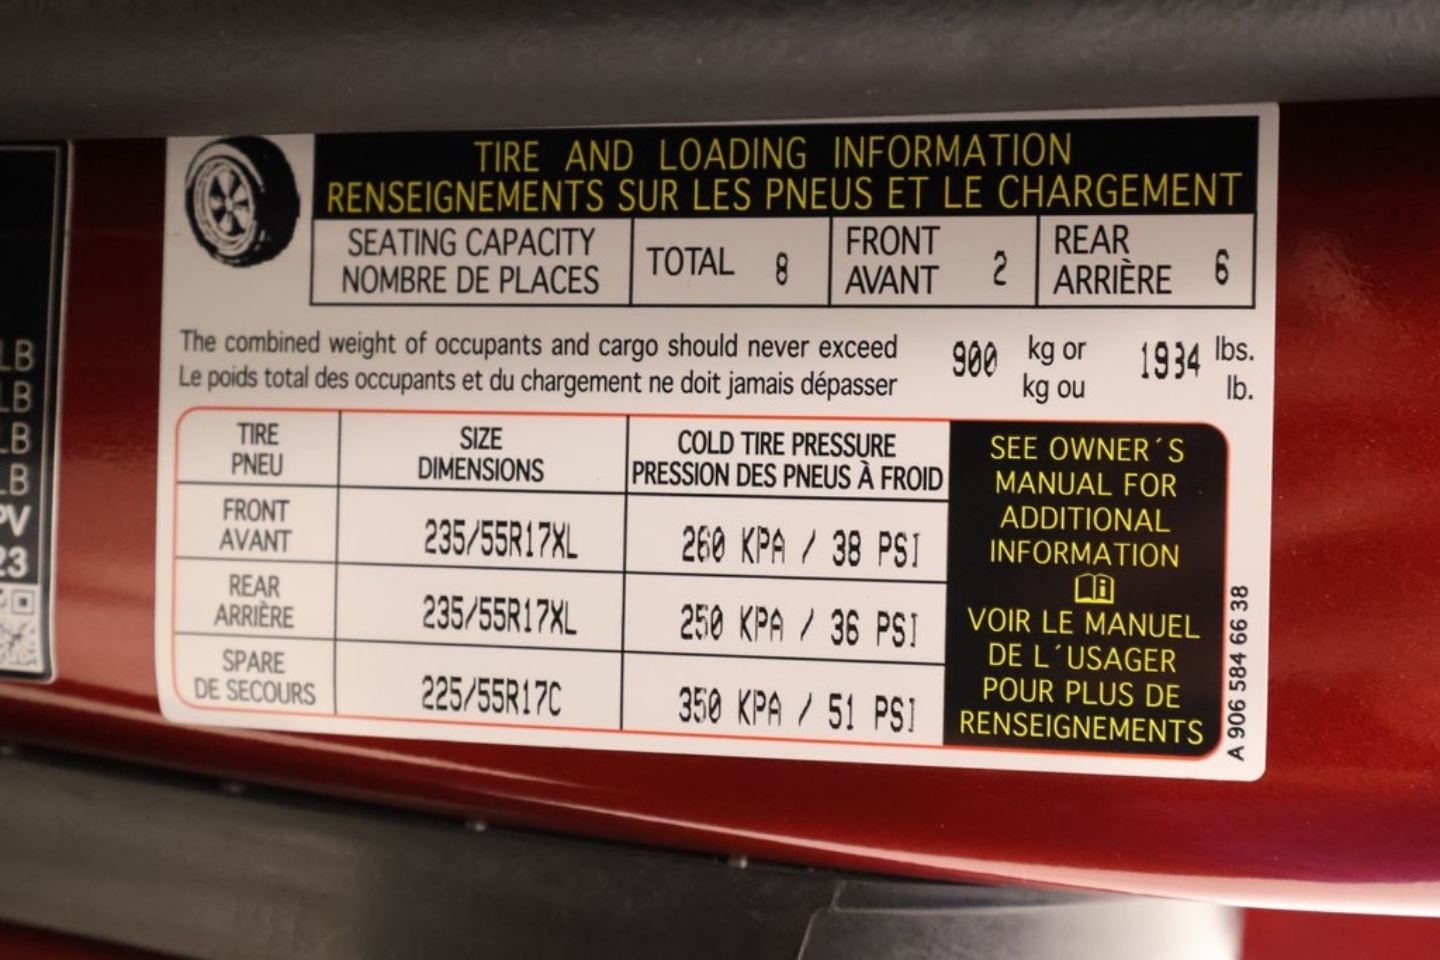 TIRE AND LOADING INFORMATION
RENSEIGNEMENTS SUR LES PNEUS ET LE CHARGEMENT
SEATING CAPACITY
NOMBRE DE PLACES
TOTAL 8
FRONT
AVANT 2
REAR
ARRIÈRE 6
The combined weight of occupants and cargo should never exceed
Le poids total des occupants et du chargement ne doit jamais dépasser
900 kg or
kg ou
1934 lbs.
lb.
TIRE
PNEU
SIZE
DIMENSIONS
COLD TIRE PRESSURE
PRESSION DES PNEUS À FROID
FRONT
AVANT
235/55R17XL
260 KPA / 38 PSI
REAR
ARRIÈRE
235/55R17XL
250 KPA / 36 PSI
SPARE
DE SECOURS
225/55R17C
350 KPA / 51 PSI
SEE OWNER´S
MANUAL FOR
ADDITIONAL
INFORMATION
VOIR LE MANUEL
DE L´USAGER
POUR PLUS DE
RENSEIGNEMENTS
A 906 584 66 38
LB
LB
LB
LB
PV
23